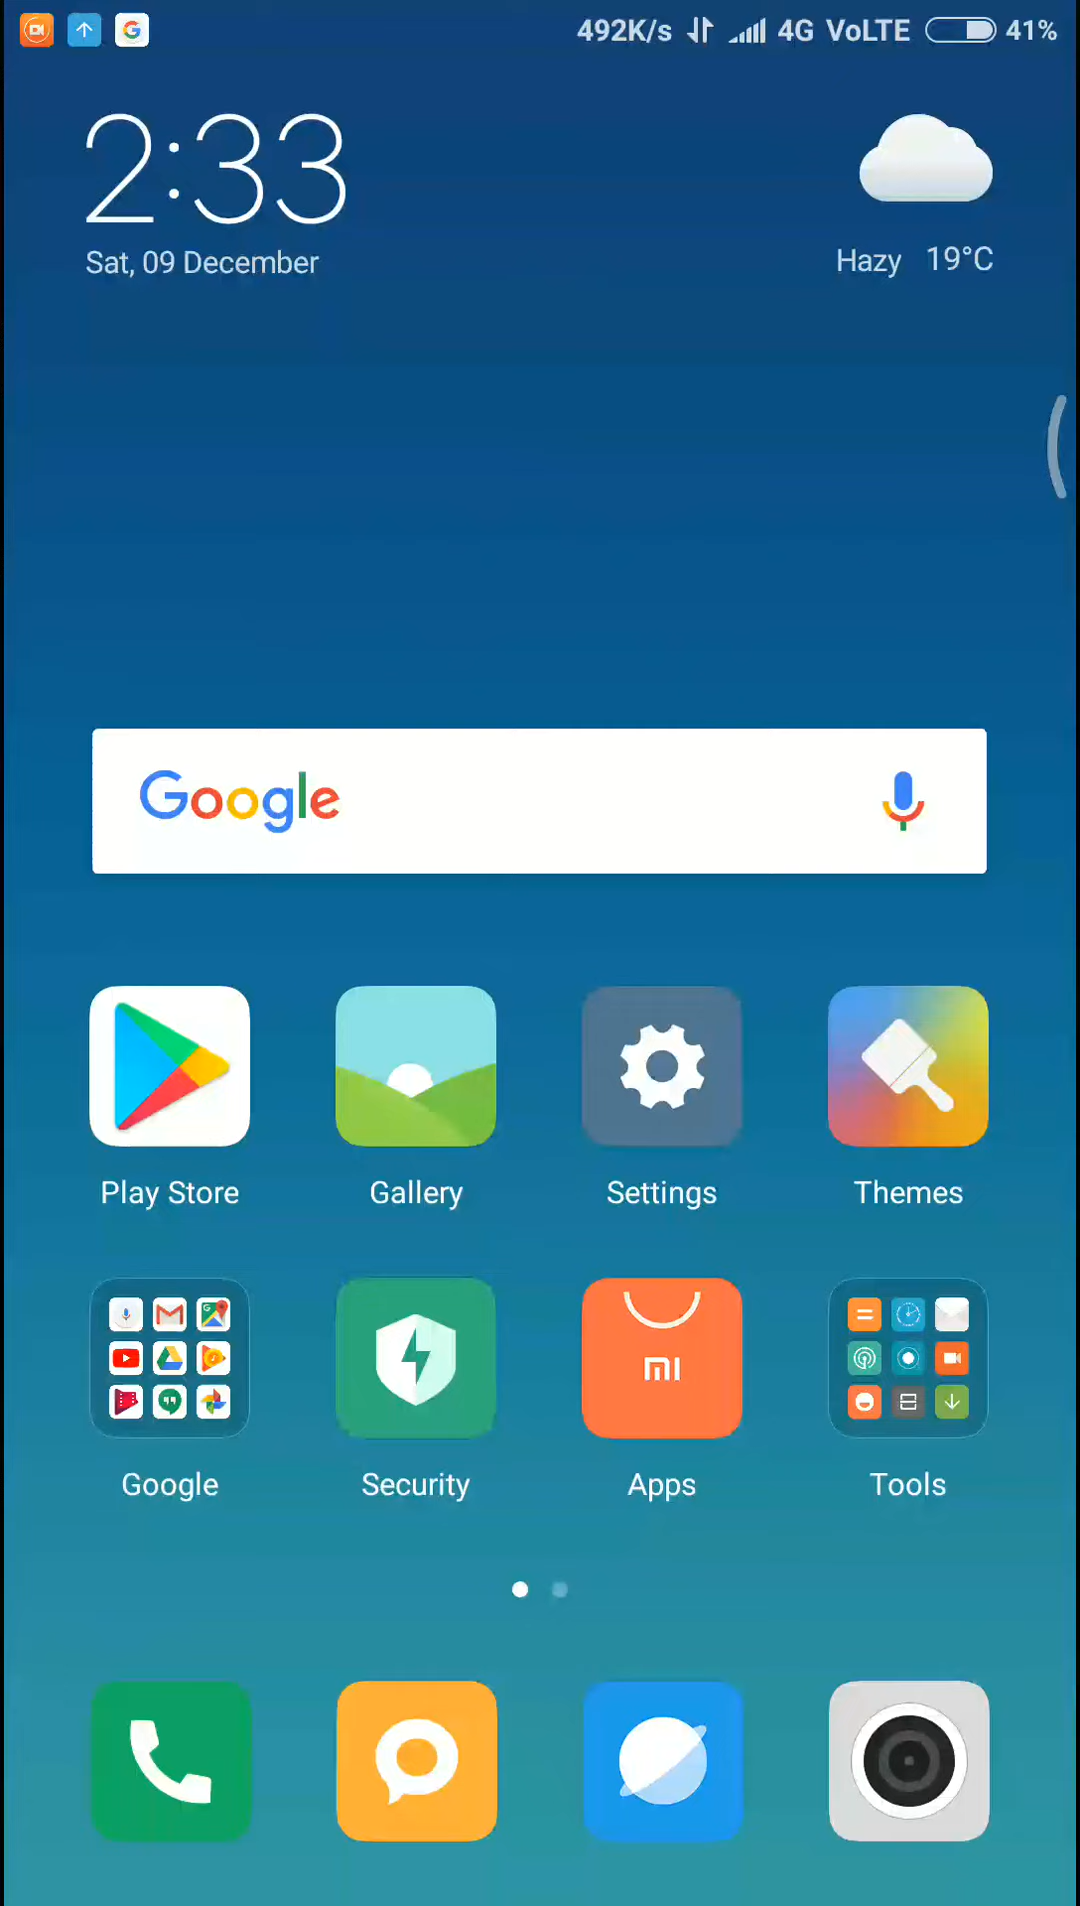 492K/s 4G VoLTE 41%
2:33
Sat, 09 December
Hazy 19°C
Google
Play Store
Gallery
Settings
Themes
MI
Google
Security
Apps
Tools